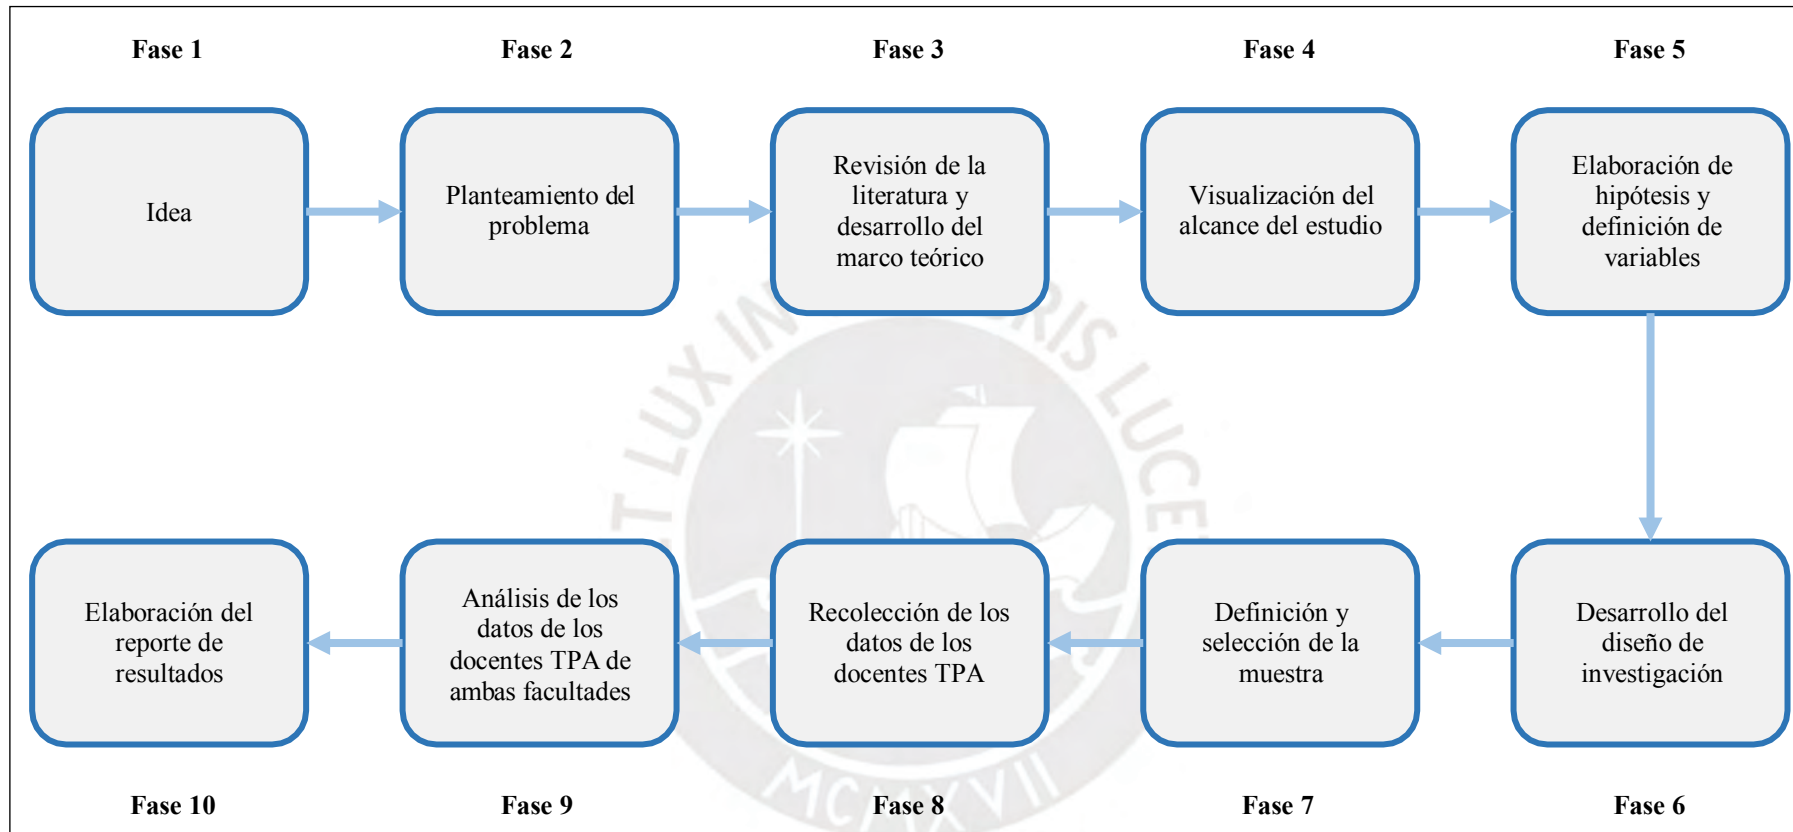 Fase 1
Fase 2
Fase 3
Fase 4
Fase 5
Idea
Planteamiento del
problema
Revisión de la
literatura y
desarrollo del
marco teórico
Visualización del
alcance del estudio
Elaboración de
hipótesis y
definición de
variables
Elaboración del
reporte de
resultados
Análisis de los
datos de los
docentes TPA de
ambas facultades
Recolección de los
datos de los
docentes TPA
Definición y
selección de la
muestra
Desarrollo del
diseño de
investigación
Fase 10
Fase 9
Fase 8
Fase 7
Fase 6
MCMXVII